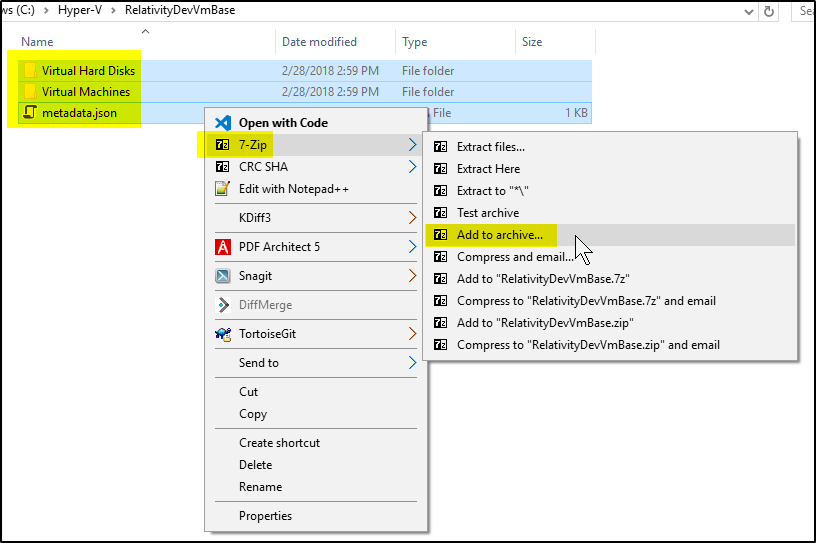 ws (C:) > Hyper-V > RelativityDevVmBase
Name Date modified Type Size
Virtual Hard Disks 2/28/2018 2:59 PM File folder
Virtual Machines 2/28/2018 2:59 PM File folder
metadata.json File 1 KB
Open with Code
7-Zip
CRC SHA
Edit with Notepad++
KDiff3
PDF Architect 5
Snagit
DiffMerge
TortoiseGit
Send to
Cut
Copy
Create shortcut
Delete
Rename
Properties
Extract files...
Extract Here
Extract to "*\"
Test archive
Add to archive...
Compress and email...
Add to "RelativityDevVmBase.7z"
Compress to "RelativityDevVmBase.7z" and email
Add to "RelativityDevVmBase.zip"
Compress to "RelativityDevVmBase.zip" and email